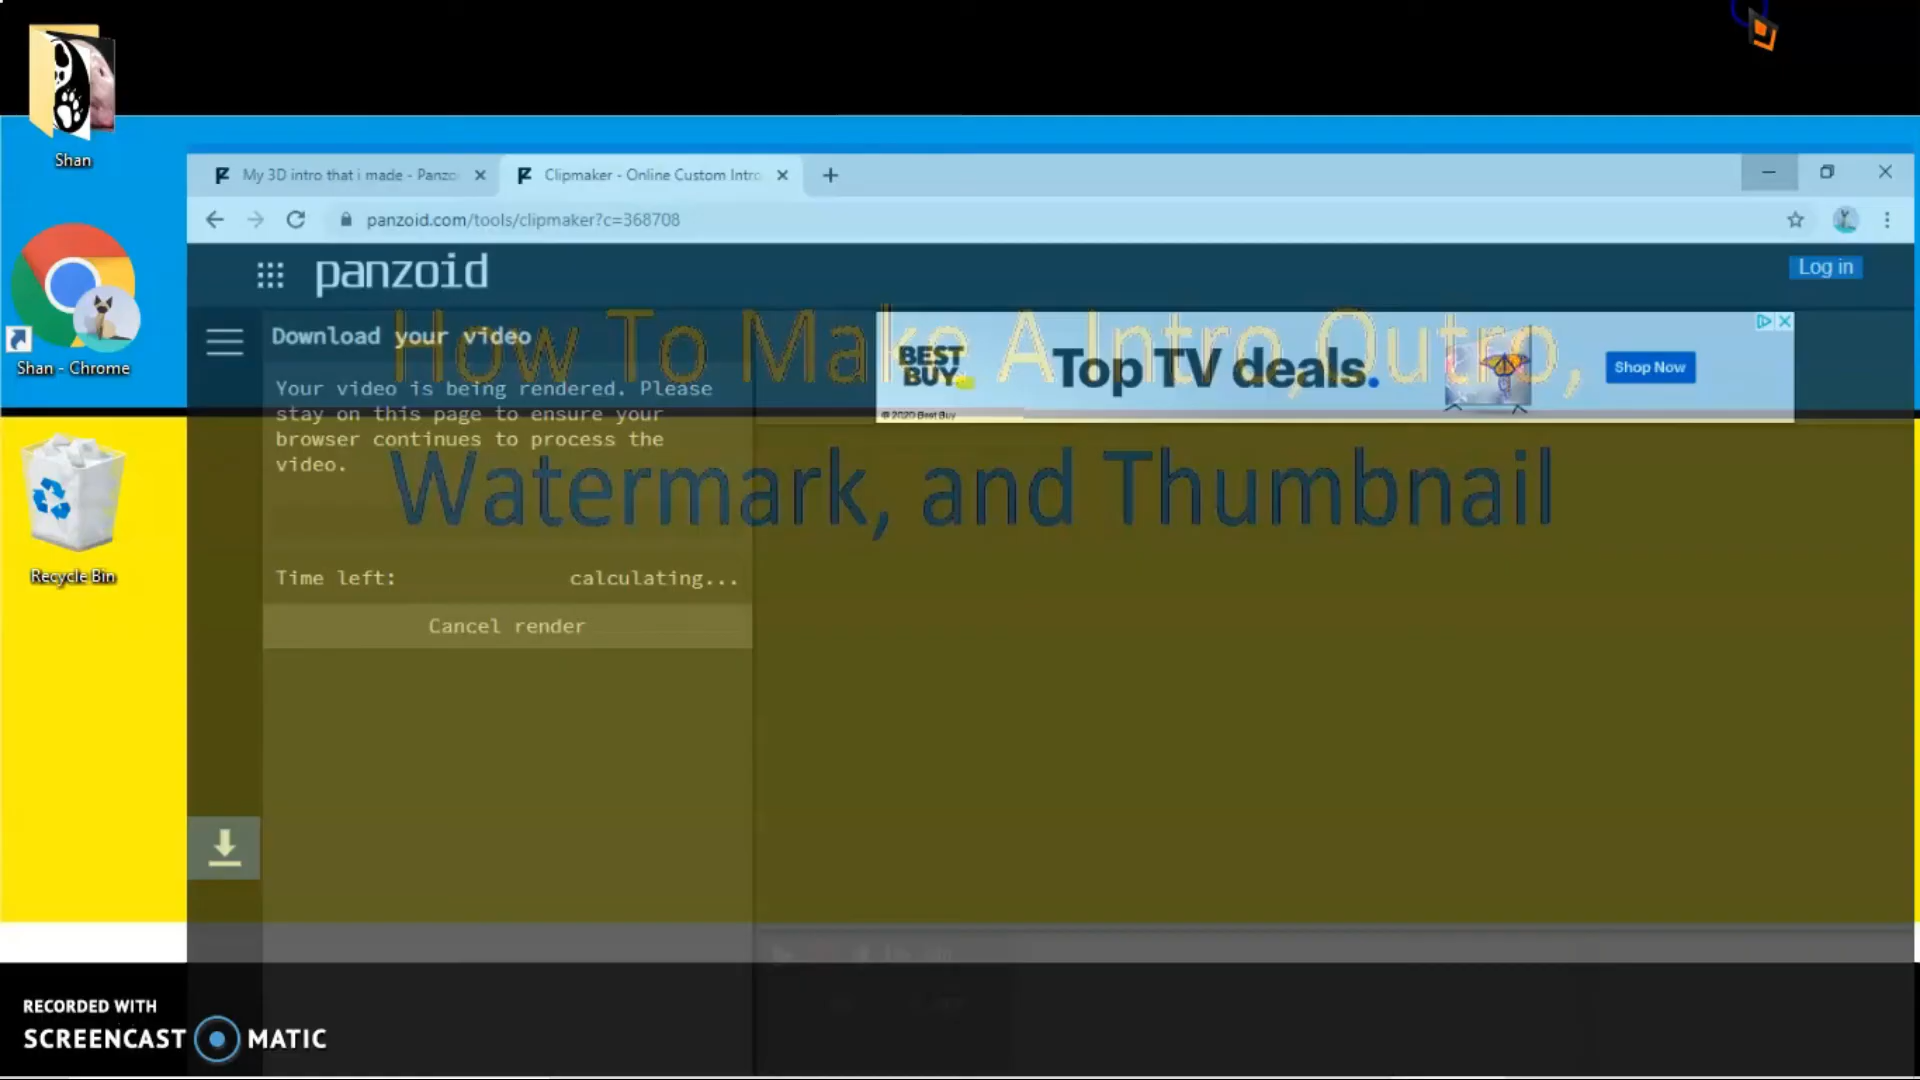 Shan
My 3D intro that i made - Panzo
Clipmaker - Online Custom Intro
panzoid.com/tools/clipmaker?c=368708
panzoid
Log in
Shan - Chrome
Download your video
How To Make A Intro, Outro,
BEST
BUY
Top TV deals.
Shop Now
© 2020 Best Buy
Your video is being rendered. Please
stay on this page to ensure your
browser continues to process the
video.
Watermark, and Thumbnail
Recycle Bin
Time left: calculating...
Cancel render
RECORDED WITH
SCREENCAST MATIC